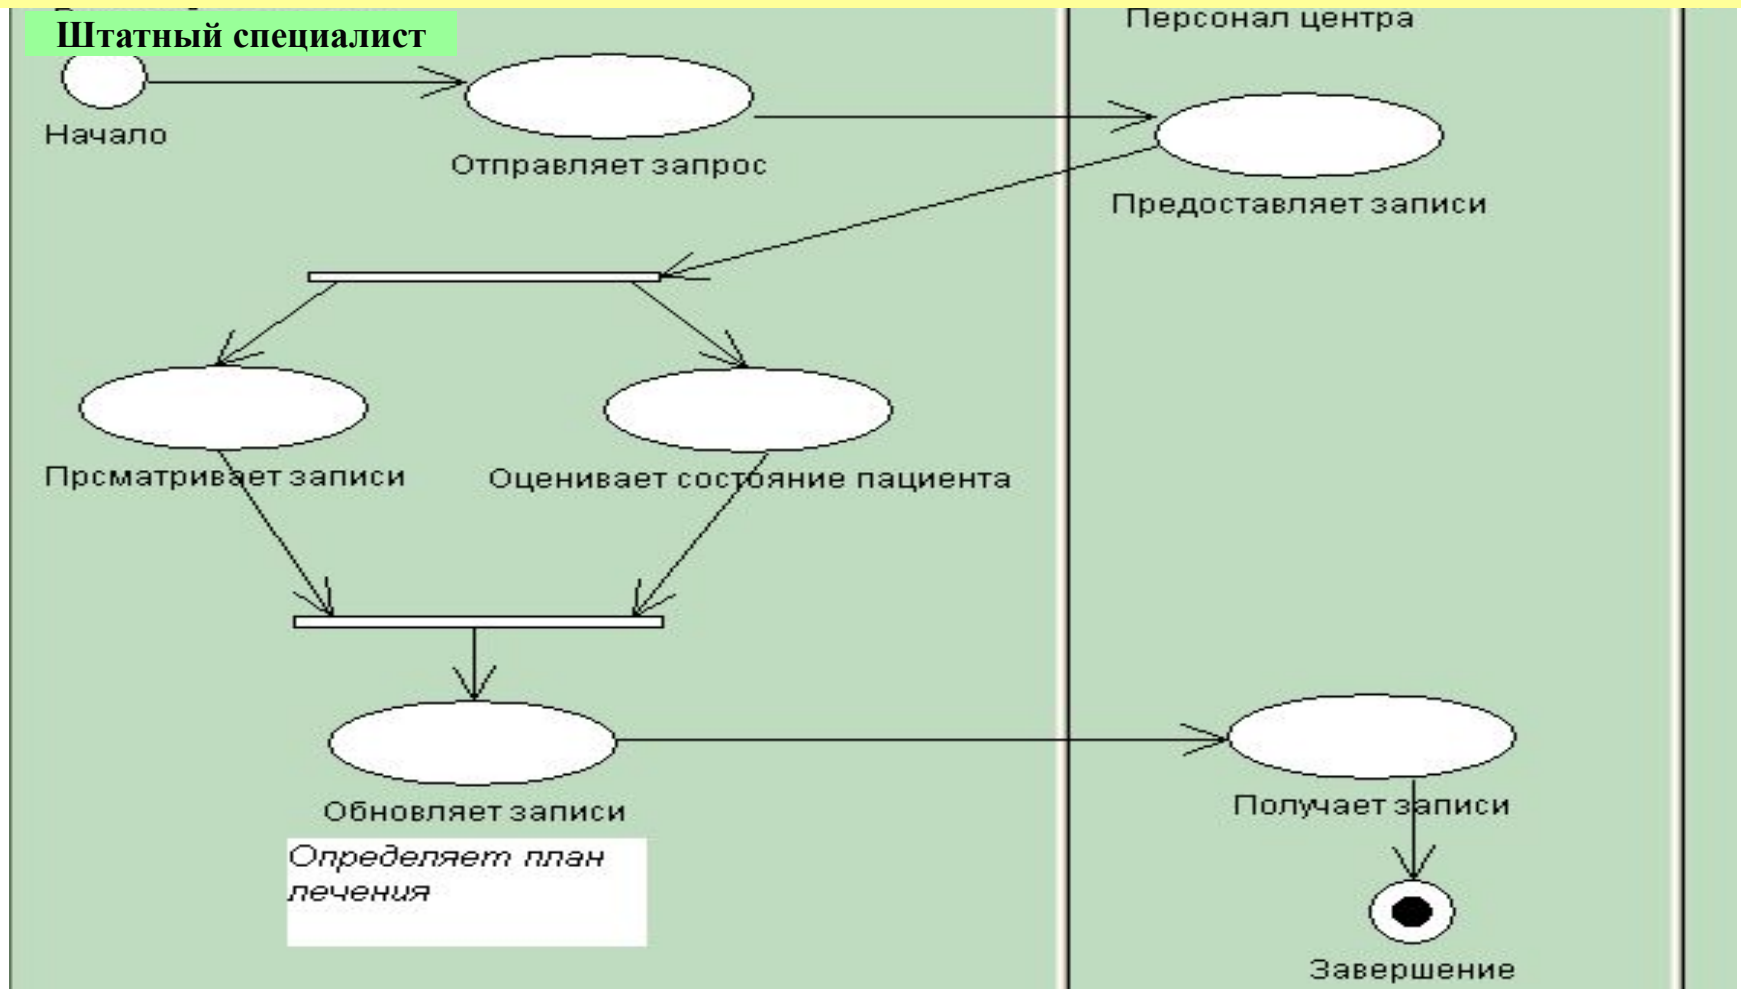 Штатный специалист
Персонал центра
Начало
Отправляет запрос
Предоставляет записи
Прсматривает записи
Оценивает состояние пациента
Обновляет записи
Получает записи
Определяет план
лечения
Завершение